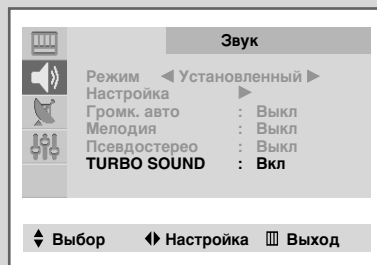 Звук
Режим ◀ Установленный ▶
Настройка ▶
Громк. авто : Выкл
Мелодия : Выкл
Псевдостерео : Выкл
TURBO SOUND : Вкл
Выбор Настройка Выход